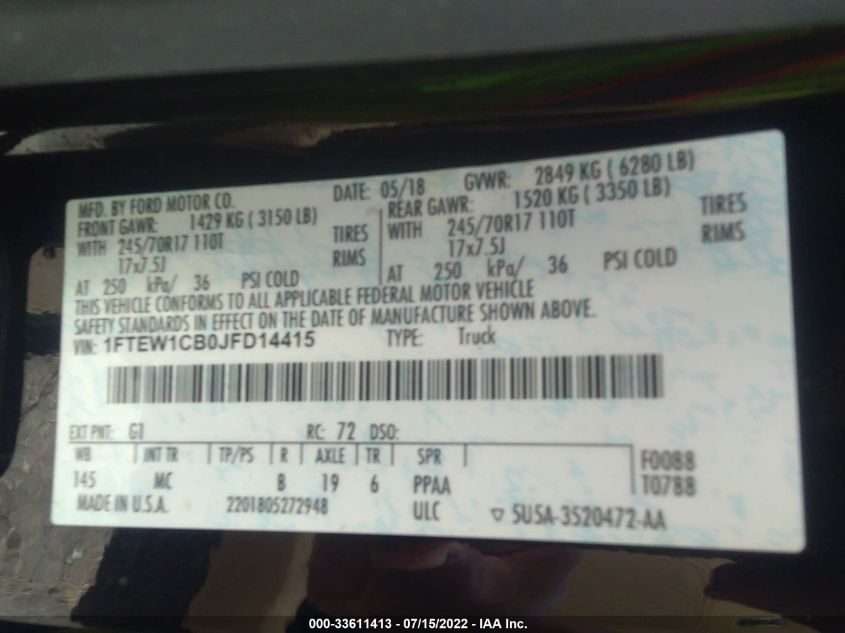 MFD. BY FORD MOTOR CO.
DATE: 05/18 GVWR: 2849 KG ( 6280 LB)
FRONT GAWR: 1429 KG ( 3150 LB)
REAR GAWR: 1520 KG ( 3350 LB)
WITH 245/70R17 110T TIRES
WITH 245/70R17 110T TIRES
17x7.5J RIMS
17x7.5J RIMS
AT 250 kPa/ 36 PSI COLD
AT 250 kPa/ 36 PSI COLD
THIS VEHICLE CONFORMS TO ALL APPLICABLE FEDERAL MOTOR VEHICLE
SAFETY STANDARDS IN EFFECT ON THE DATE OF MANUFACTURE SHOWN ABOVE.
VIN: 1FTEW1CB0JFD14415 TYPE: Truck
EXT PNT: G1 RC: 72 DSO:
WB INT TR TP/PS R AXLE TR SPR F0088
145 MC B 19 6 PPAA T0788
MADE IN U.S.A. 2201805272948 ULC ▽ 5U5A-3520472-AA
000-33611413 - 07/15/2022 - IAA Inc.